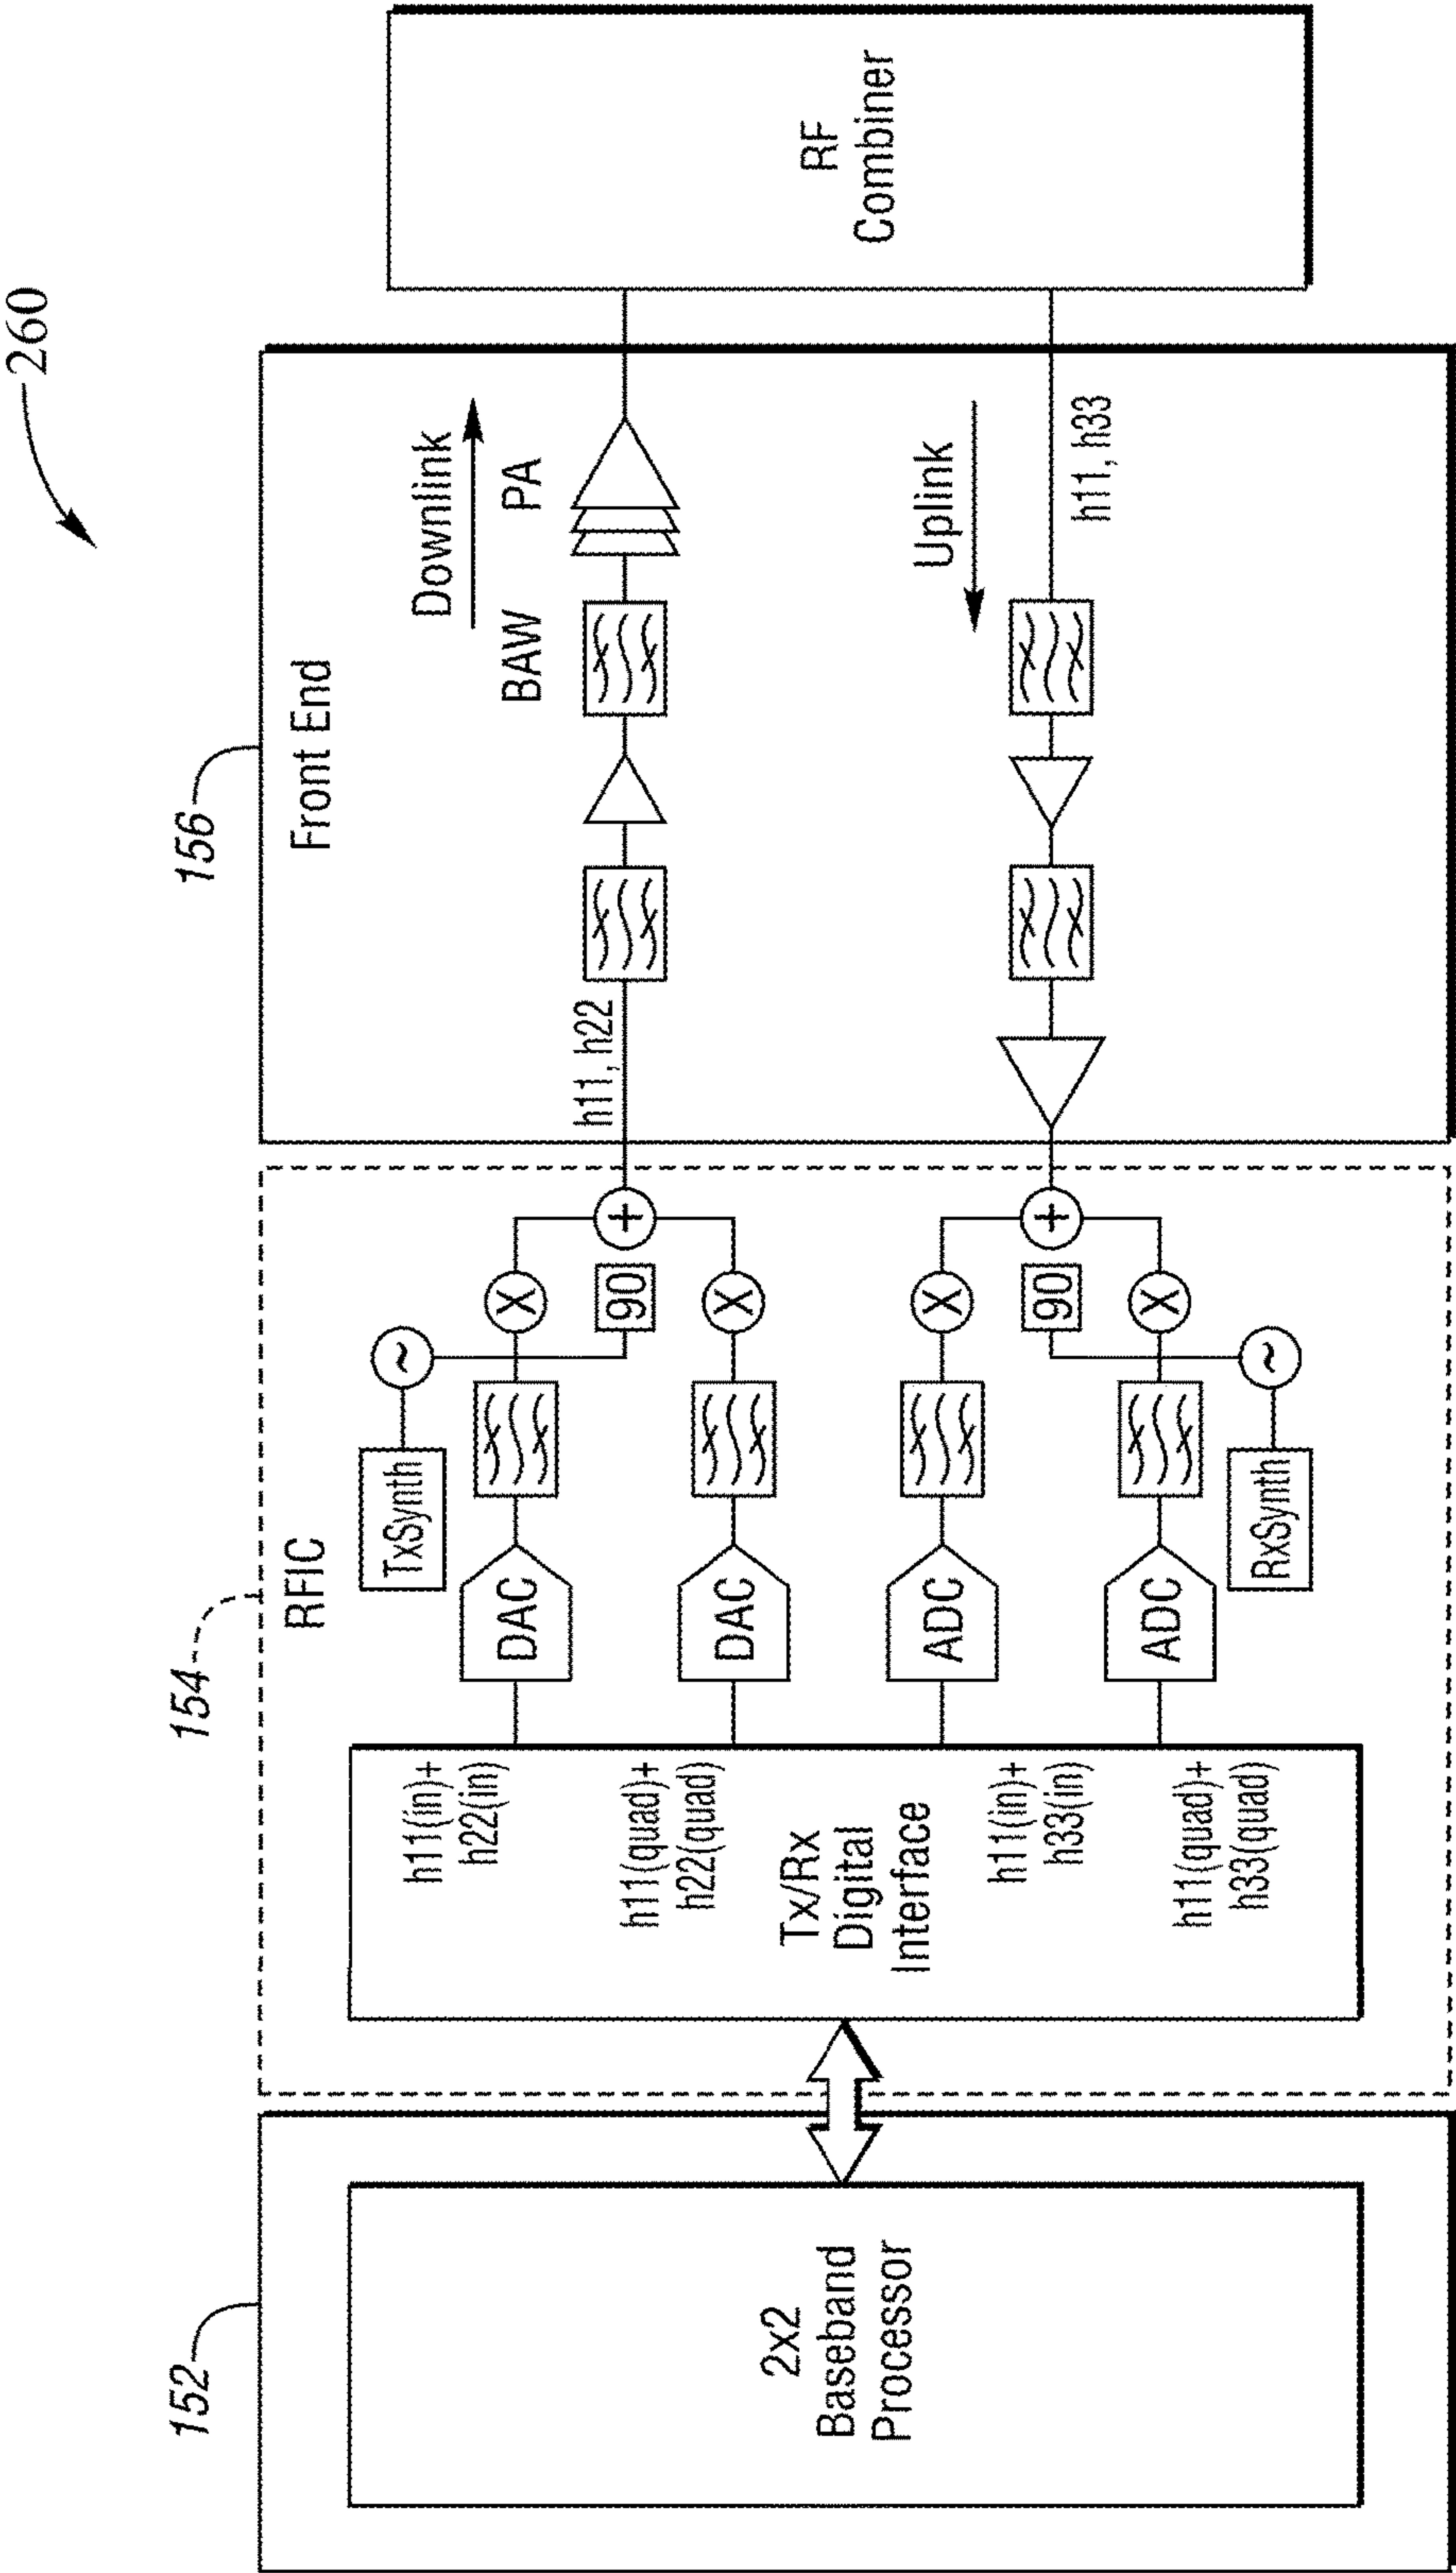 260
152
154
156
2x2
Baseband
Processor
RFIC
h11(in)+
h22(in)
h11(quad)+
h22(quad)
Tx/Rx
Digital
Interface
h11(in)+
h33(in)
h11(quad)+
h33(quad)
TxSynth
~
DAC
X
90
+
DAC
X
ADC
X
90
+
ADC
X
RxSynth
~
Front End
h11, h22
BAW
PA
Downlink
Uplink
h11, h33
RF
Combiner